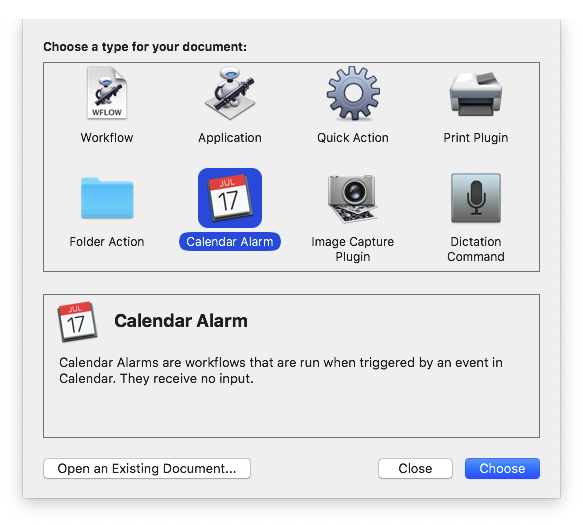 Choose a type for your document:
WFLOW
Workflow
Application
Quick Action
Print Plugin
JUL
17
Folder Action
Calendar Alarm
Image Capture
Plugin
Dictation
Command
JUL
17
Calendar Alarm
Calendar Alarms are workflows that are run when triggered by an event in
Calendar. They receive no input.
Open an Existing Document...
Close
Choose